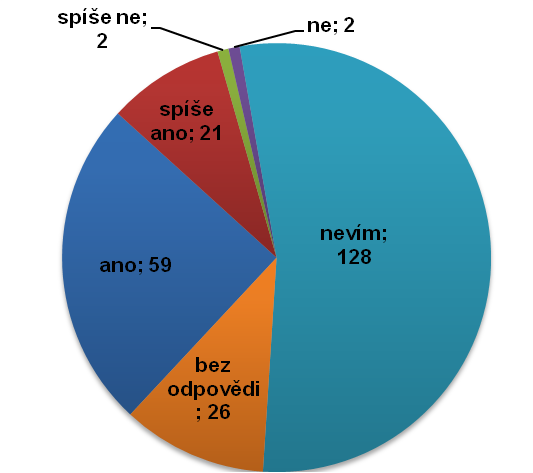 spíše ne;
2
ne; 2
spíše
ano; 21
nevím;
128
ano; 59
bez
odpovědi
; 26